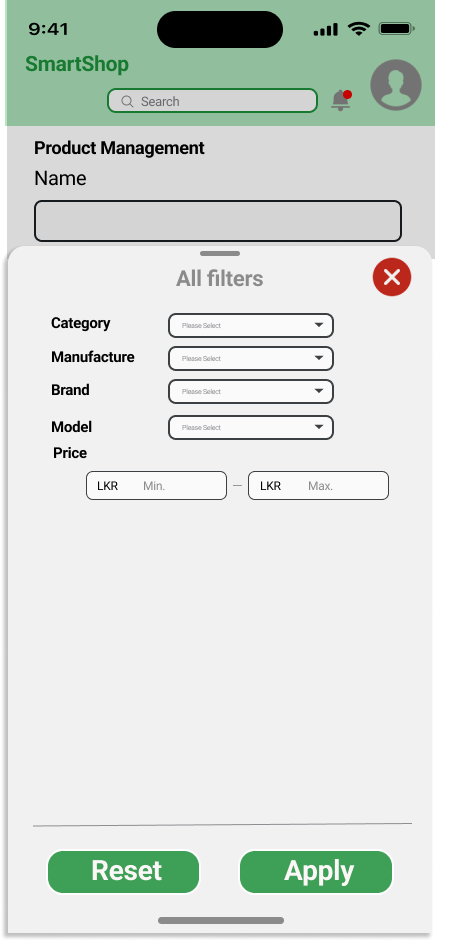 9:41
SmartShop
Search
Product Management
Name
All filters
Category Please Select
Manufacture Please Select
Brand Please Select
Model Please Select
Price
LKR Min. – LKR Max.
Reset Apply